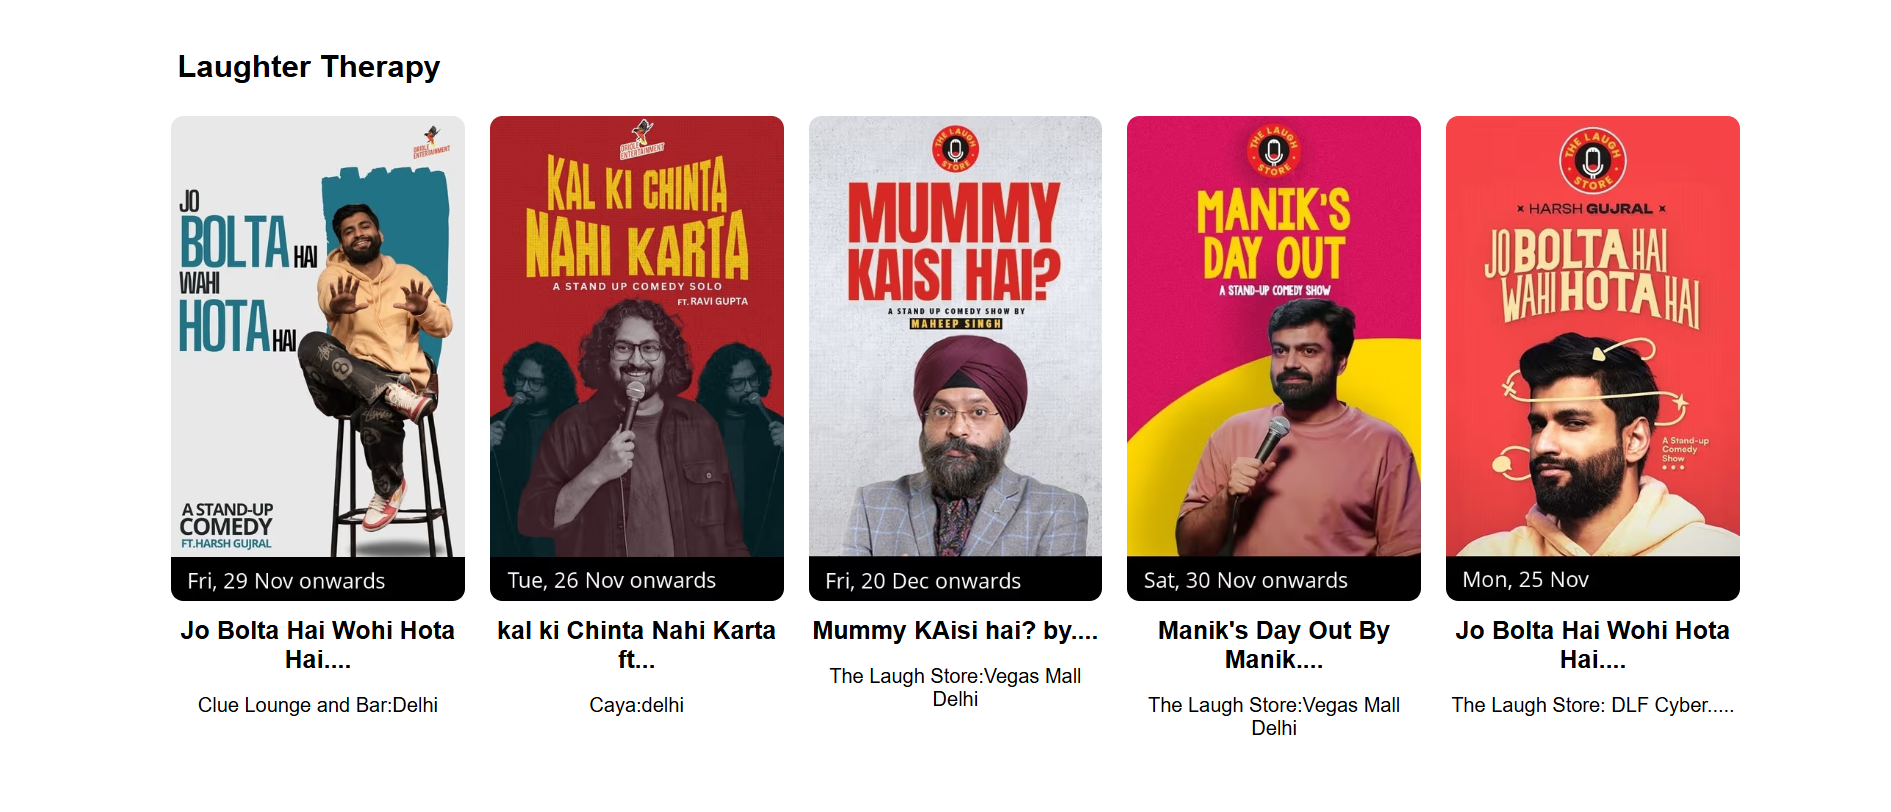 Laughter Therapy
ORIOLE
ENTERTAINMENT
JO
BOLTA HAI
WAHI
HOTA HAI
A STAND-UP
COMEDY
FT.HARSH GUJRAL
Fri, 29 Nov onwards
Jo Bolta Hai Wohi Hota
Hai....
Clue Lounge and Bar:Delhi
ORIOLE
ENTERTAINMENT
KAL KI CHINTA
NAHI KARTA
A STAND UP COMEDY SOLO
FT. RAVI GUPTA
Tue, 26 Nov onwards
kal ki Chinta Nahi Karta
ft...
Caya:delhi
THE LAUGH
STORE
MUMMY
KAISI HAI?
A STAND UP COMEDY SHOW BY
MAHEEP SINGH
Fri, 20 Dec onwards
Mummy KAisi hai? by....
The Laugh Store:Vegas Mall
Delhi
THE LAUGH
STORE
MANIK'S
DAY OUT
A STAND-UP COMEDY SHOW
Sat, 30 Nov onwards
Manik's Day Out By
Manik....
The Laugh Store:Vegas Mall
Delhi
THE LAUGH
STORE
× HARSH GUJRAL ×
JO BOLTA HAI
WAHI HOTA HAI
A Stand-up
Comedy
Show
Mon, 25 Nov
Jo Bolta Hai Wohi Hota
Hai....
The Laugh Store: DLF Cyber.....